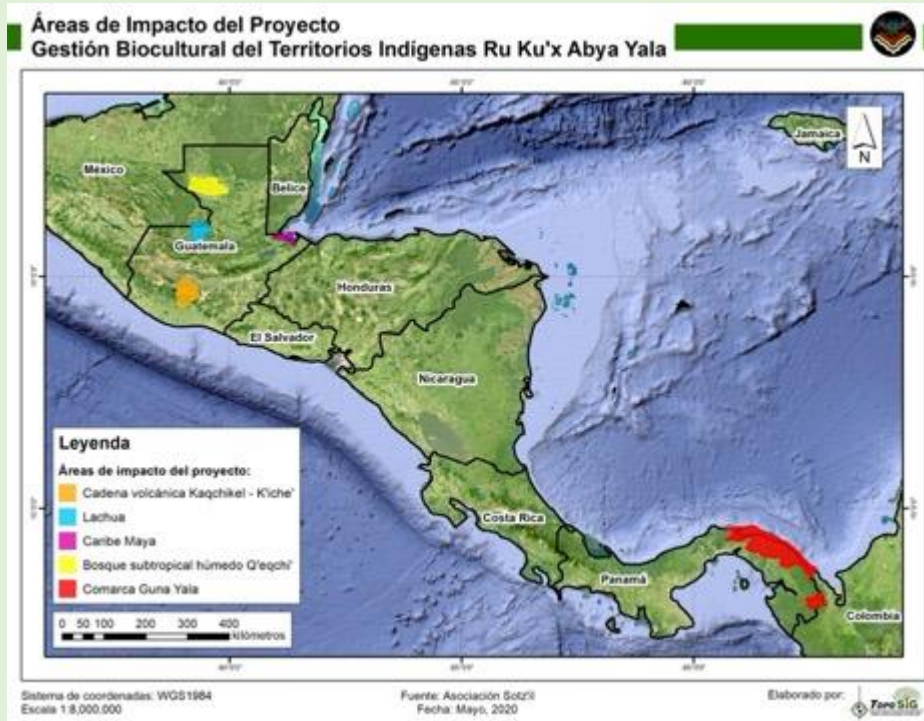 Áreas de Impacto del Proyecto
Gestión Biocultural del Territorios Indígenas Ru Ku'x Abya Yala
N
Jamaica
México
Belice
Guatemala
Honduras
El Salvador
Nicaragua
Costa Rica
Panamá
Colombia
Leyenda
Áreas de impacto del proyecto:
Cadena volcánica Kaqchikel - K'iche'
Lachua
Caribe Maya
Bosque subtropical húmedo Q'eqchi'
Comarca Guna Yala
0 50 100 200 300 400
kilómetros
Sistema de coordenadas: WGS1984
Escala 1:8,000,000
Fuente: Asociación Sotz'il
Fecha: Mayo, 2020
Elaborado por: